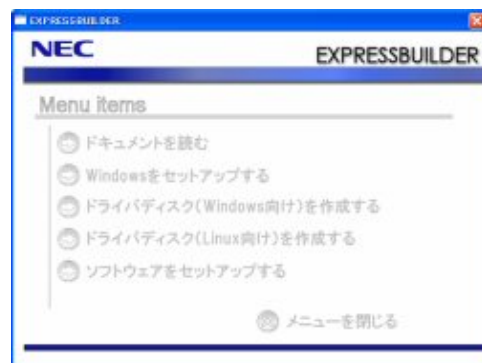 EXPRESSBUILDER
NEC
EXPRESSBUILDER
Menu items
ドキュメントを読む
Windowsをセットアップする
ドライバディスク(Windows向け)を作成する
ドライバディスク(Linux向け)を作成する
ソフトウェアをセットアップする
メニューを閉じる